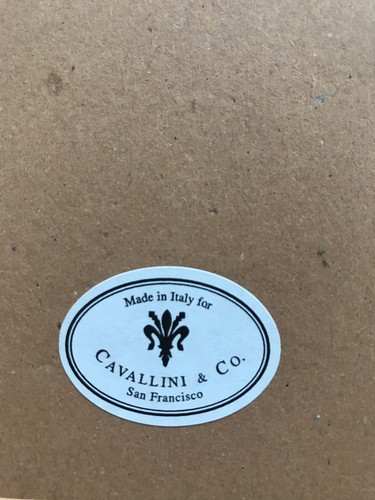 Made in Italy for
CAVALLINI & CO.
San Francisco